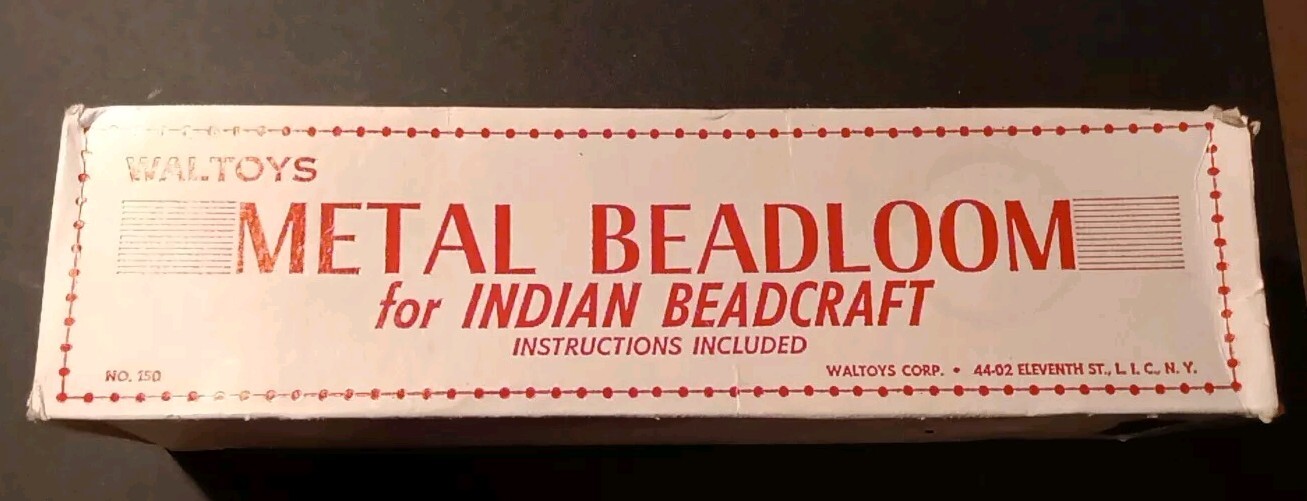 WALTOYS
METAL BEADLOOM
for INDIAN BEADCRAFT
INSTRUCTIONS INCLUDED
NO. 150
WALTOYS CORP. • 44-02 ELEVENTH ST., L. I. C., N. Y.